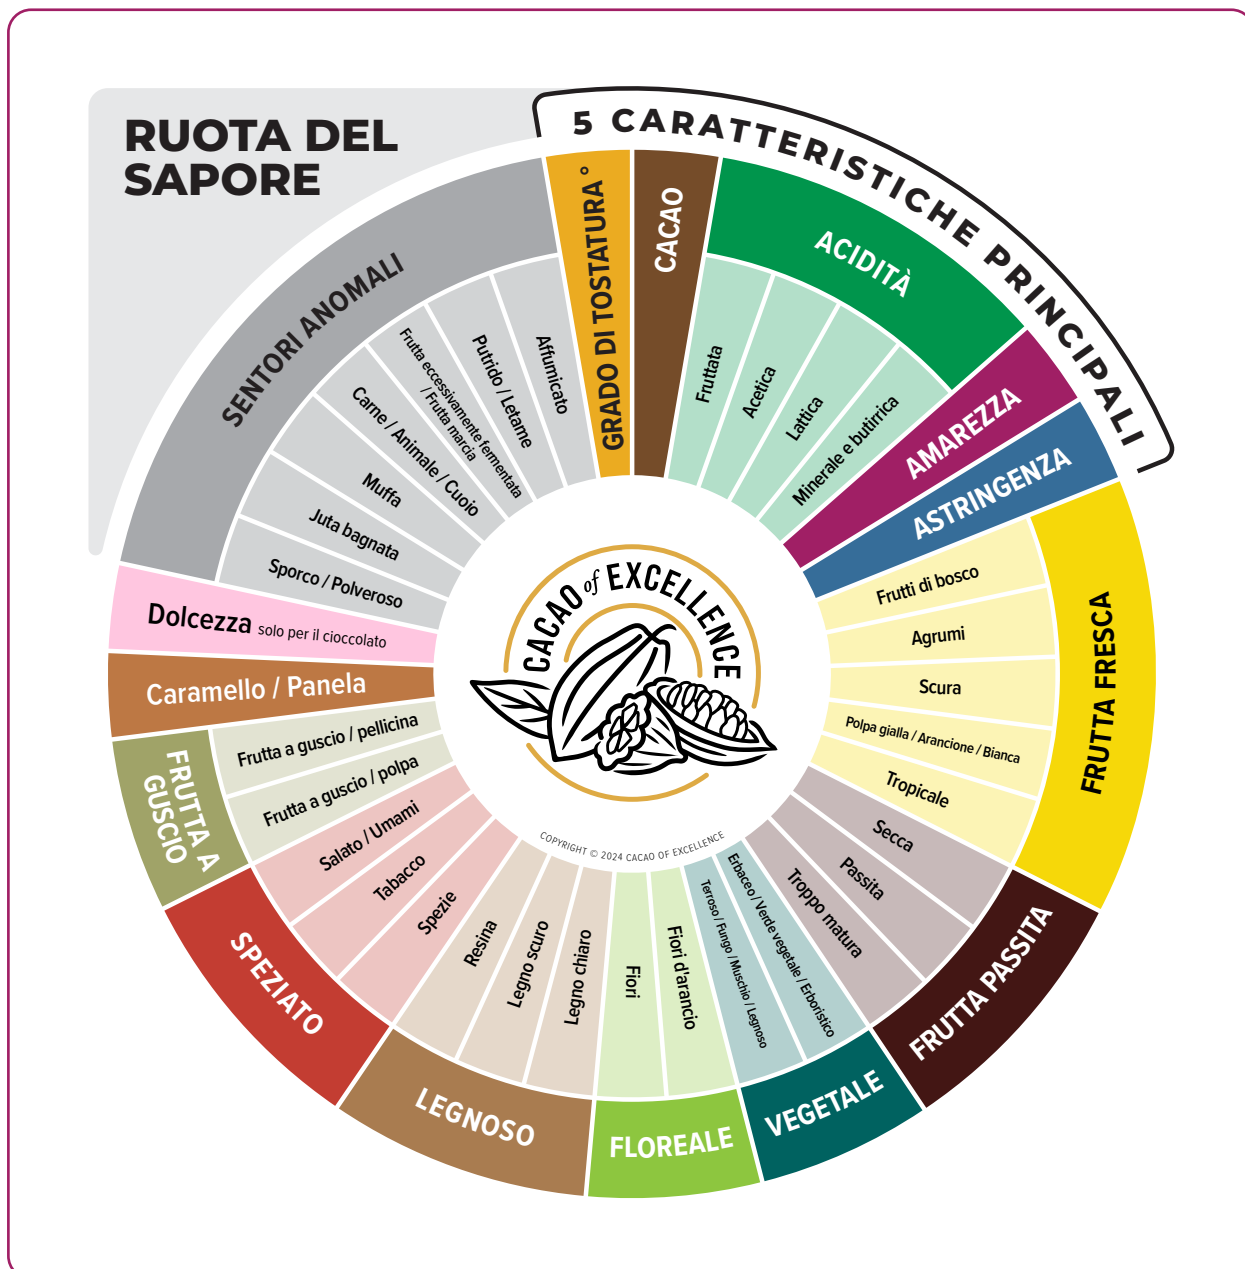 RUOTA DEL
SAPORE
5 CARATTERISTICHE PRINCIPALI
GRADO DI TOSTATURA °
CACAO
ACIDITÀ
Fruttata
Acetica
Lattica
Minerale e butirrica
AMAREZZA
ASTRINGENZA
FRUTTA FRESCA
Frutti di bosco
Agrumi
Scura
Polpa gialla / Arancione / Bianca
Tropicale
FRUTTA PASSITA
Secca
Passita
Troppo matura
VEGETALE
Erbaceo / Verde vegetale / Erboristico
Terroso / Fungo / Muschio / Legnoso
FLOREALE
Fiori d'arancio
Fiori
LEGNOSO
Legno chiaro
Legno scuro
Resina
SPEZIATO
Spezie
Tabacco
Salato / Umami
FRUTTA A
GUSCIO
Frutta a guscio / polpa
Frutta a guscio / pellicina
Caramello / Panela
Dolcezza solo per il cioccolato
SENTORI ANOMALI
Sporco / Polveroso
Juta bagnata
Muffa
Carne / Animale / Cuoio
Frutta eccessivamente fermentata
/ Frutta marcia
Putrido / Letame
Affumicato
CACAO of EXCELLENCE
COPYRIGHT © 2024 CACAO OF EXCELLENCE